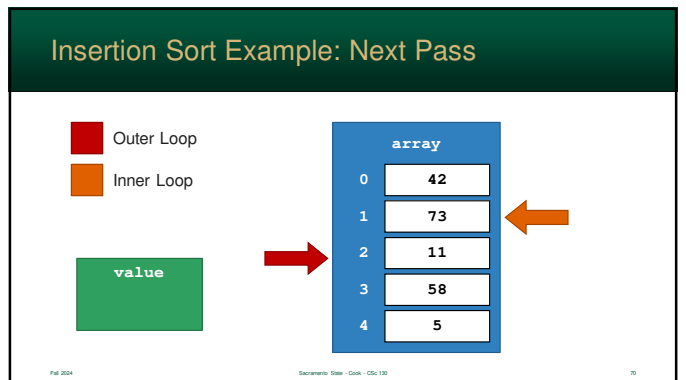 Insertion Sort Example: Next Pass
Outer Loop
Inner Loop
value
array
0 42
1 73
2 11
3 58
4 5
Fall 2024 Sacramento State - Cook - CSc 130 70